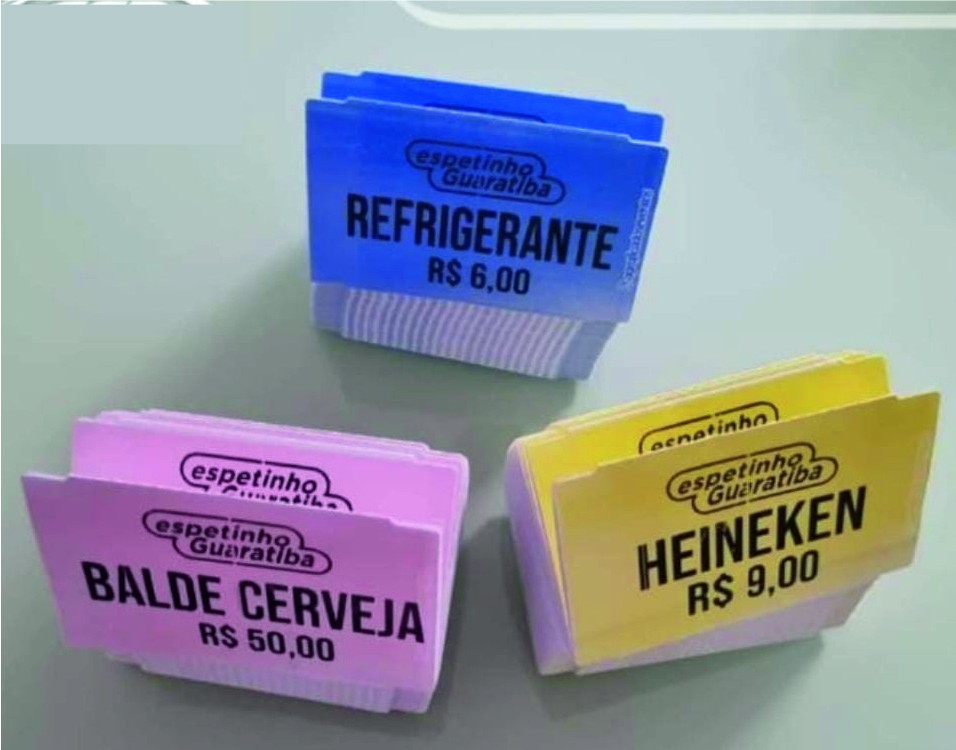 espetinho
Guaratiba
REFRIGERANTE
R$ 6,00
espetinho
Guaratiba
espetinho
Guaratiba
BALDE CERVEJA
R$ 50,00
espetinho
espetinho
Guaratiba
HEINEKEN
R$ 9,00